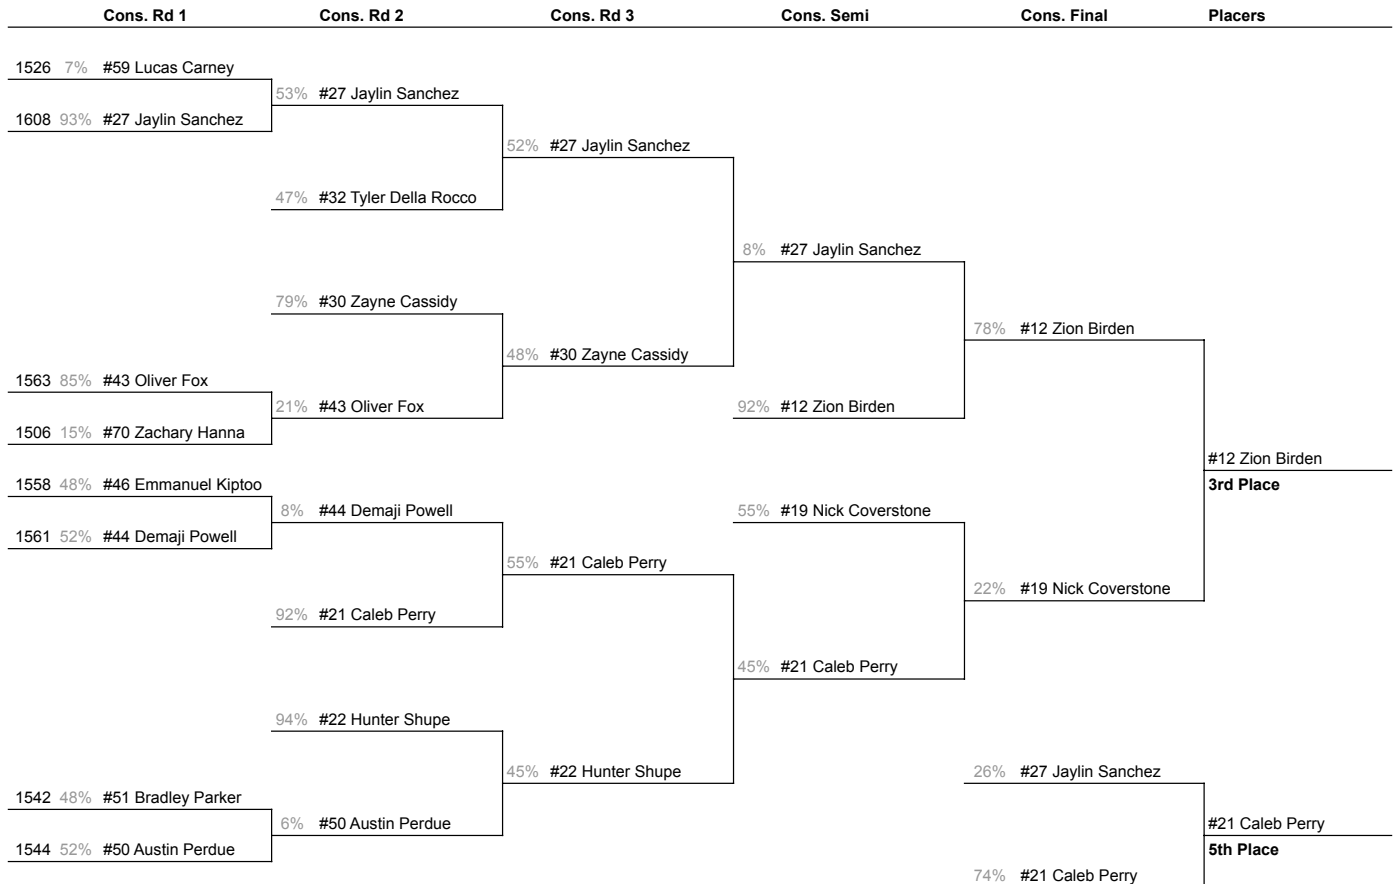 Cons. Rd 1 Cons. Rd 2 Cons. Rd 3 Cons. Semi Cons. Final Placers
1526 7% #59 Lucas Carney
53% #27 Jaylin Sanchez
1608 93% #27 Jaylin Sanchez
52% #27 Jaylin Sanchez
47% #32 Tyler Della Rocco
8% #27 Jaylin Sanchez
79% #30 Zayne Cassidy
78% #12 Zion Birden
48% #30 Zayne Cassidy
1563 85% #43 Oliver Fox
21% #43 Oliver Fox
92% #12 Zion Birden
1506 15% #70 Zachary Hanna
#12 Zion Birden
1558 48% #46 Emmanuel Kiptoo
3rd Place
8% #44 Demaji Powell
55% #19 Nick Coverstone
1561 52% #44 Demaji Powell
55% #21 Caleb Perry
22% #19 Nick Coverstone
92% #21 Caleb Perry
45% #21 Caleb Perry
94% #22 Hunter Shupe
45% #22 Hunter Shupe
26% #27 Jaylin Sanchez
1542 48% #51 Bradley Parker
6% #50 Austin Perdue
#21 Caleb Perry
1544 52% #50 Austin Perdue
5th Place
74% #21 Caleb Perry